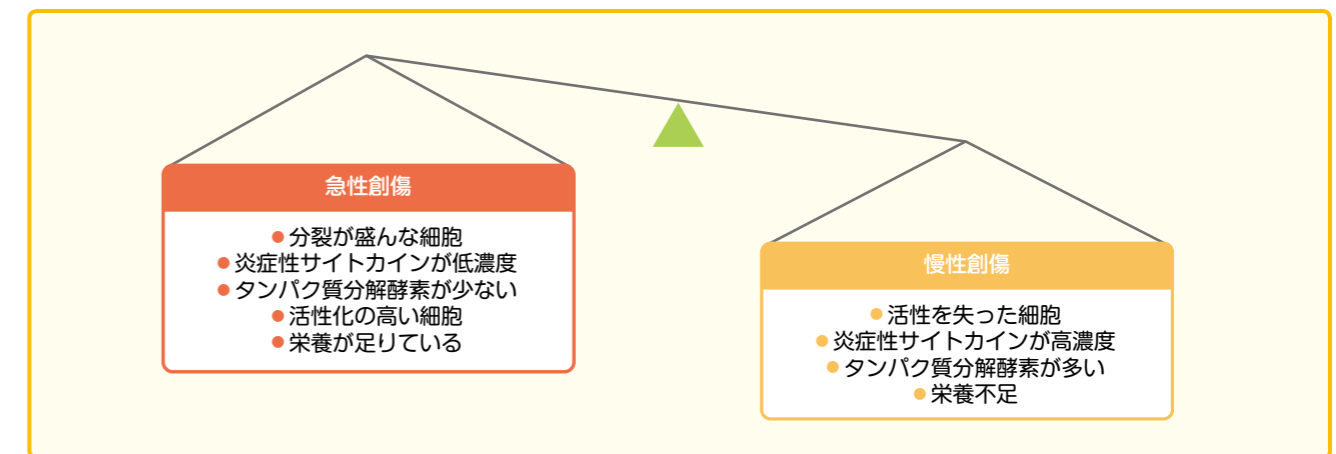 急性創傷
●分裂が盛んな細胞
●炎症性サイトカインが低濃度
●タンパク質分解酵素が少ない
●活性化の高い細胞
●栄養が足りている
慢性創傷
●活性を失った細胞
●炎症性サイトカインが高濃度
●タンパク質分解酵素が多い
●栄養不足